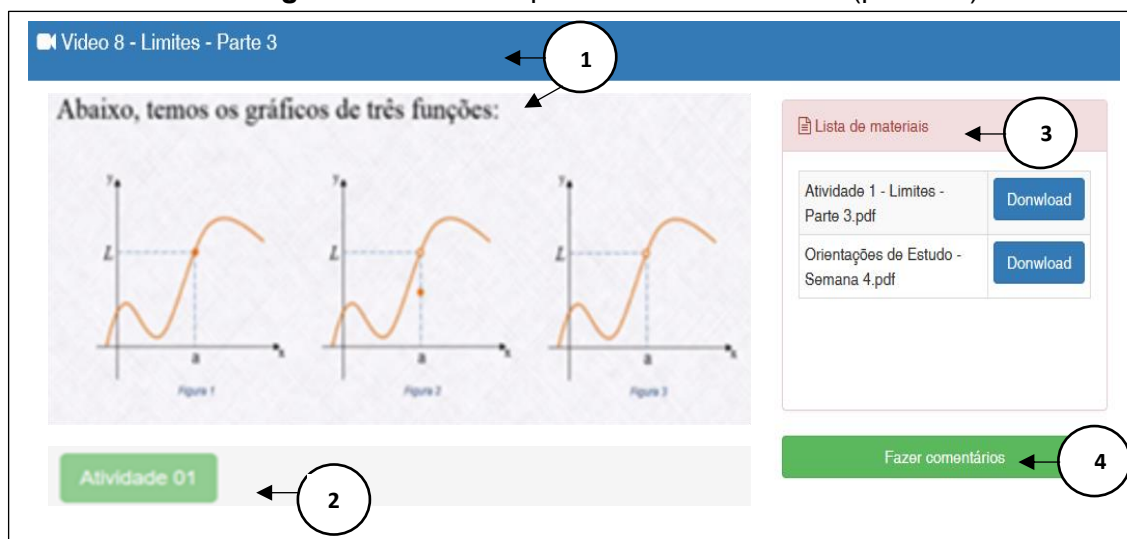 Video 8 - Limites - Parte 3
1
Abaixo, temos os gráficos de três funções:
y
L
a
x
Figura 1
y
L
a
x
Figura 2
y
L
a
x
Figura 3
Atividade 01
2
Lista de materiais
3
Atividade 1 - Limites -
Parte 3.pdf
Donwload
Orientações de Estudo -
Semana 4.pdf
Donwload
Fazer comentários
4